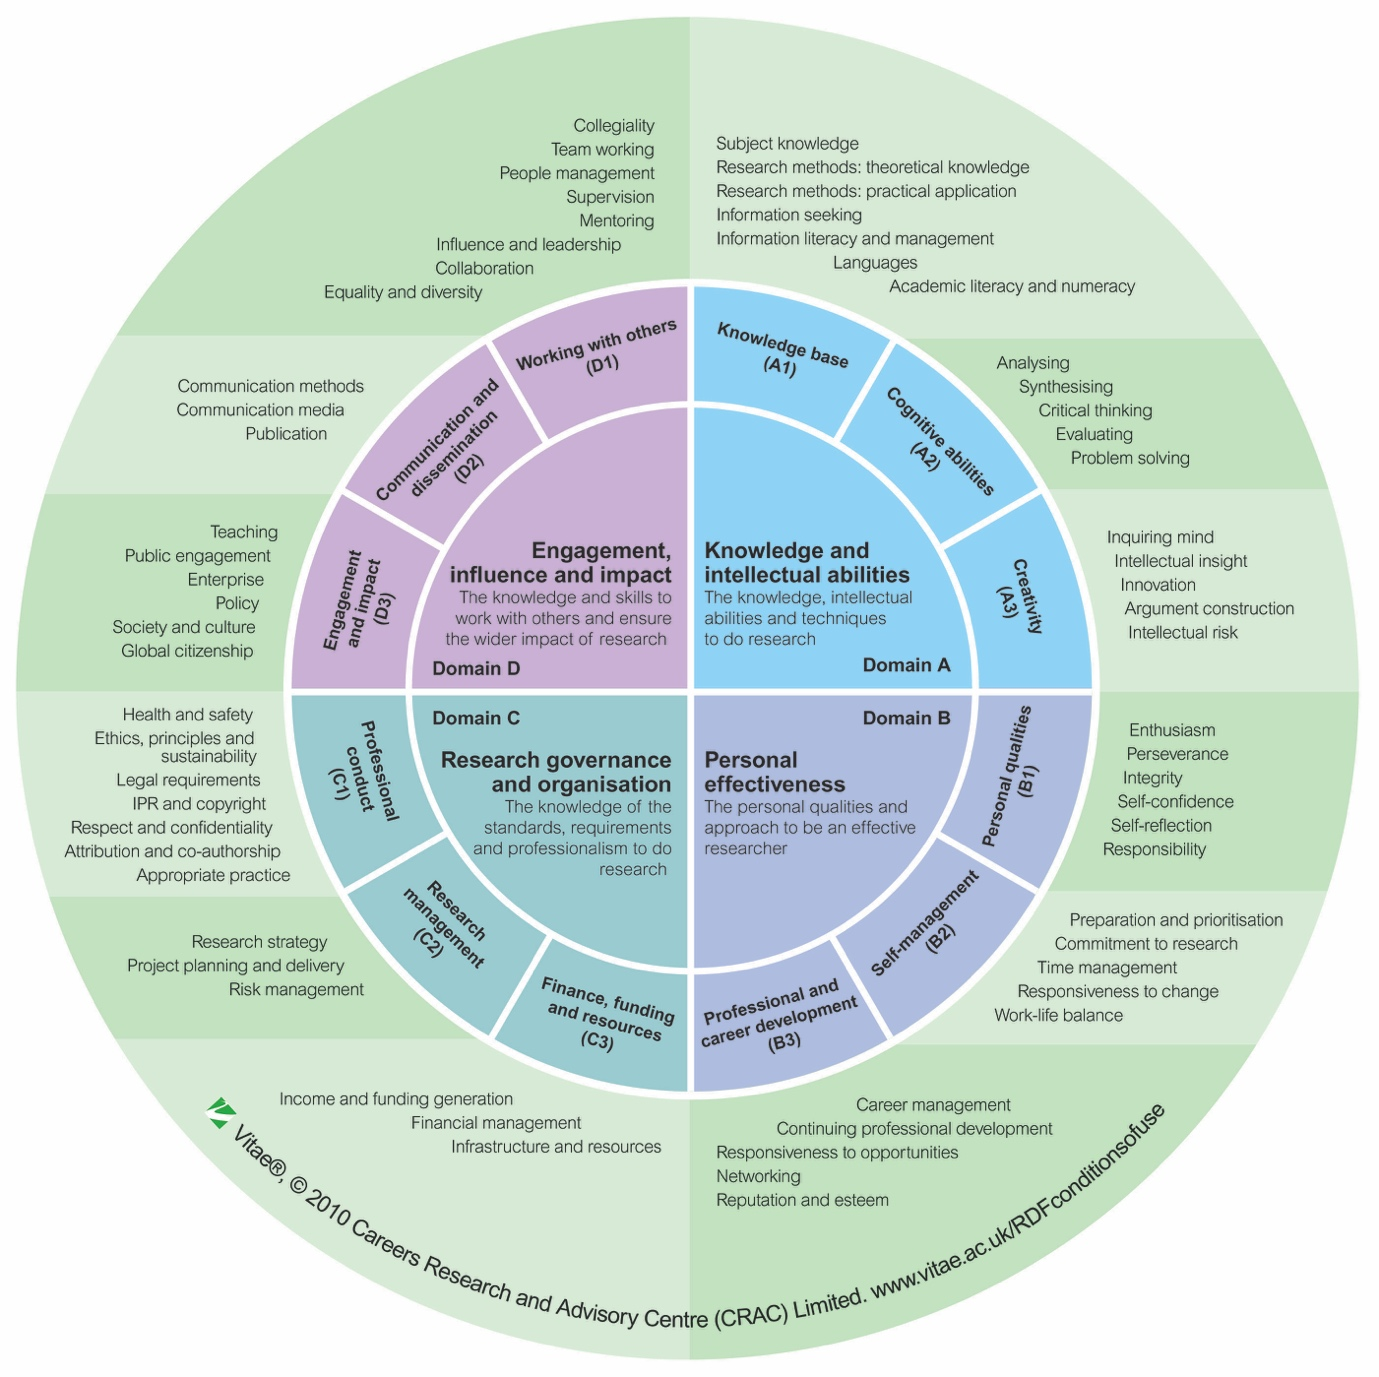 Collegiality
Team working
People management
Supervision
Mentoring
Influence and leadership
Collaboration
Equality and diversity
Subject knowledge
Research methods: theoretical knowledge
Research methods: practical application
Information seeking
Information literacy and management
Languages
Academic literacy and numeracy
Working with others
(D1)
Knowledge base
(A1)
Communication methods
Communication media
Publication
Communication and
dissemination
(D2)
Cognitive abilities
(A2)
Analysing
Synthesising
Critical thinking
Evaluating
Problem solving
Teaching
Public engagement
Enterprise
Policy
Society and culture
Global citizenship
Engagement
and impact
(D3)
Engagement,
influence and impact
The knowledge and skills to
work with others and ensure
the wider impact of research
Domain D
Knowledge and
intellectual abilities
The knowledge, intellectual
abilities and techniques
to do research
Domain A
Creativity
(A3)
Inquiring mind
Intellectual insight
Innovation
Argument construction
Intellectual risk
Health and safety
Ethics, principles and
sustainability
Legal requirements
IPR and copyright
Respect and confidentiality
Attribution and co-authorship
Appropriate practice
Professional
conduct
(C1)
Domain C
Research governance
and organisation
The knowledge of the
standards, requirements
and professionalism to do
research
Domain B
Personal
effectiveness
The personal qualities and
approach to be an effective
researcher
Personal qualities
(B1)
Enthusiasm
Perseverance
Integrity
Self-confidence
Self-reflection
Responsibility
Research strategy
Project planning and delivery
Risk management
Research
management
(C2)
Self-management
(B2)
Preparation and prioritisation
Commitment to research
Time management
Responsiveness to change
Work-life balance
Finance, funding
and resources
(C3)
Professional and
career development
(B3)
Income and funding generation
Financial management
Infrastructure and resources
Career management
Continuing professional development
Responsiveness to opportunities
Networking
Reputation and esteem
Vitae®, © 2010 Careers Research and Advisory Centre (CRAC) Limited. www.vitae.ac.uk/RDFconditionsofuse